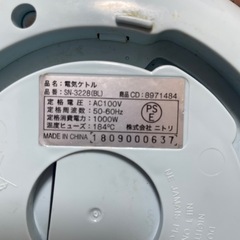 品名：電気ケトル
品番：SN-3228(BL) 商品CD：8971484
定格電圧：AC100V
定格周波数：50-60Hz
定格消費電力：1000W
温度ヒューズ：184℃
株式会社 ニトリ
PSE
MADE IN CHINA
1809000637